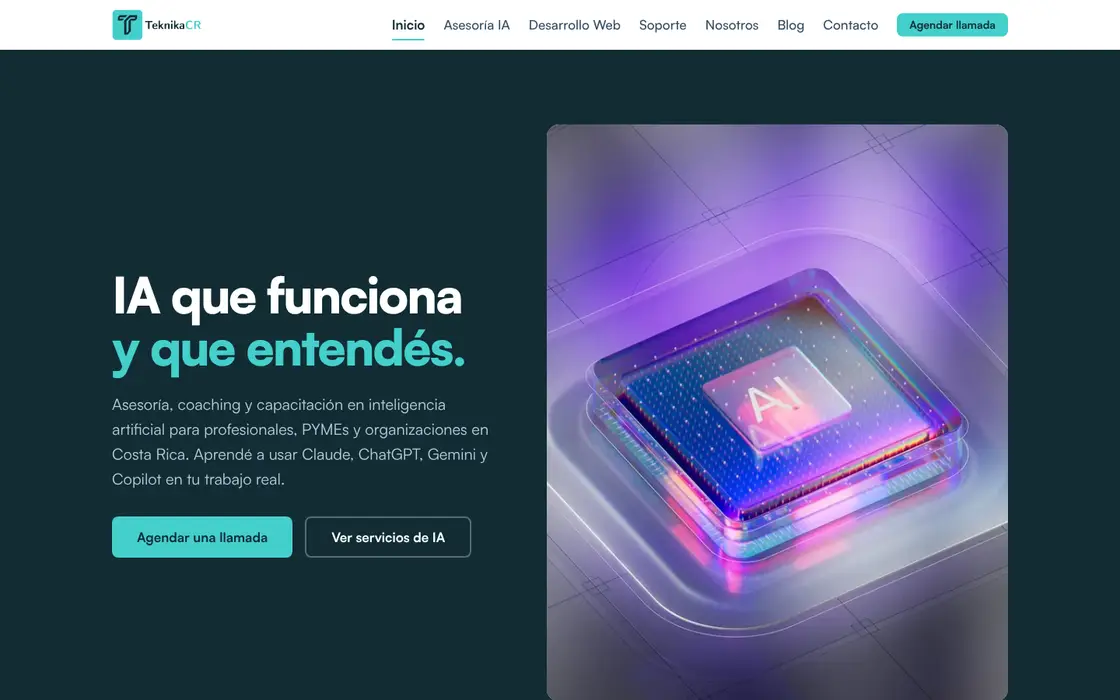 TeknikaCR
Inicio
Asesoría IA
Desarrollo Web
Soporte
Nosotros
Blog
Contacto
Agendar llamada
IA que funciona
y que entendés.
Asesoría, coaching y capacitación en inteligencia
artificial para profesionales, PYMEs y organizaciones en
Costa Rica. Aprendé a usar Claude, ChatGPT, Gemini y
Copilot en tu trabajo real.
Agendar una llamada
Ver servicios de IA
AI